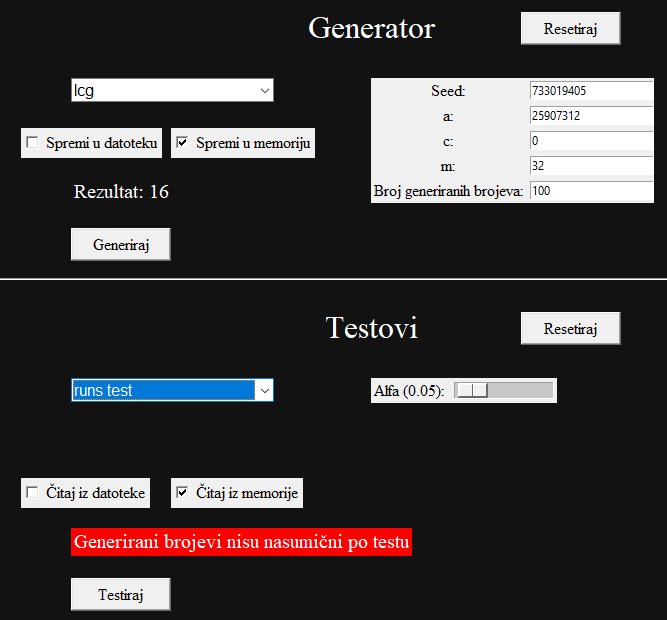 Generator
Resetiraj
lcg
Seed: 733019405
a: 25907312
c: 0
m: 32
Broj generiranih brojeva: 100
Spremi u datoteku
Spremi u memoriju
Rezultat: 16
Generiraj
Testovi
Resetiraj
runs test
Alfa (0.05):
Čitaj iz datoteke
Čitaj iz memorije
Generirani brojevi nisu nasumični po testu
Testiraj